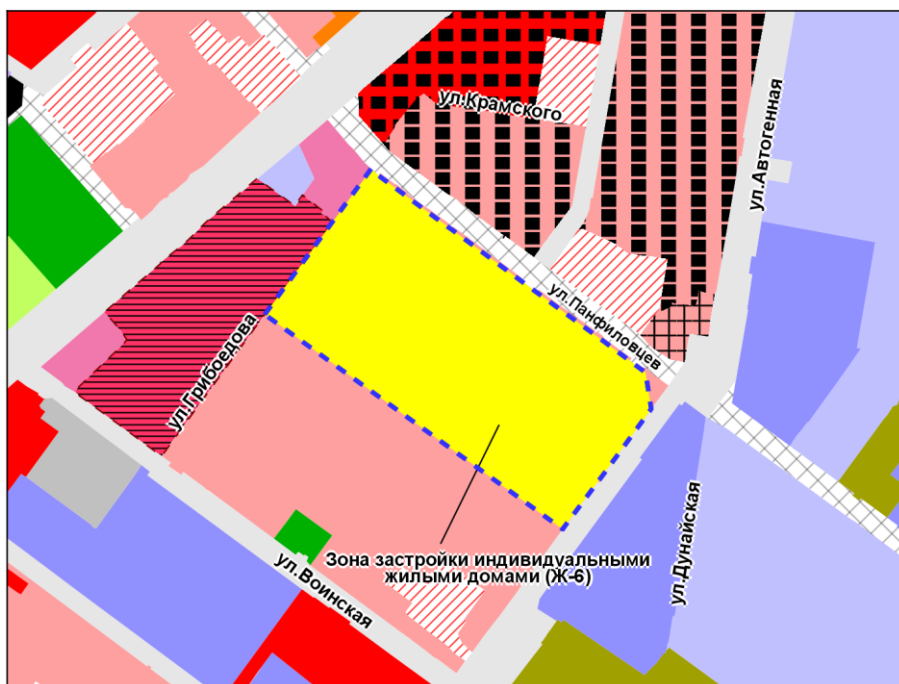 ул.Крамского
ул.Автогенная
ул.Панфиловцев
ул.Грибоедова
ул.Дунайская
Зона застройки индивидуальными
жилыми домами (Ж-6)
ул.Воинская